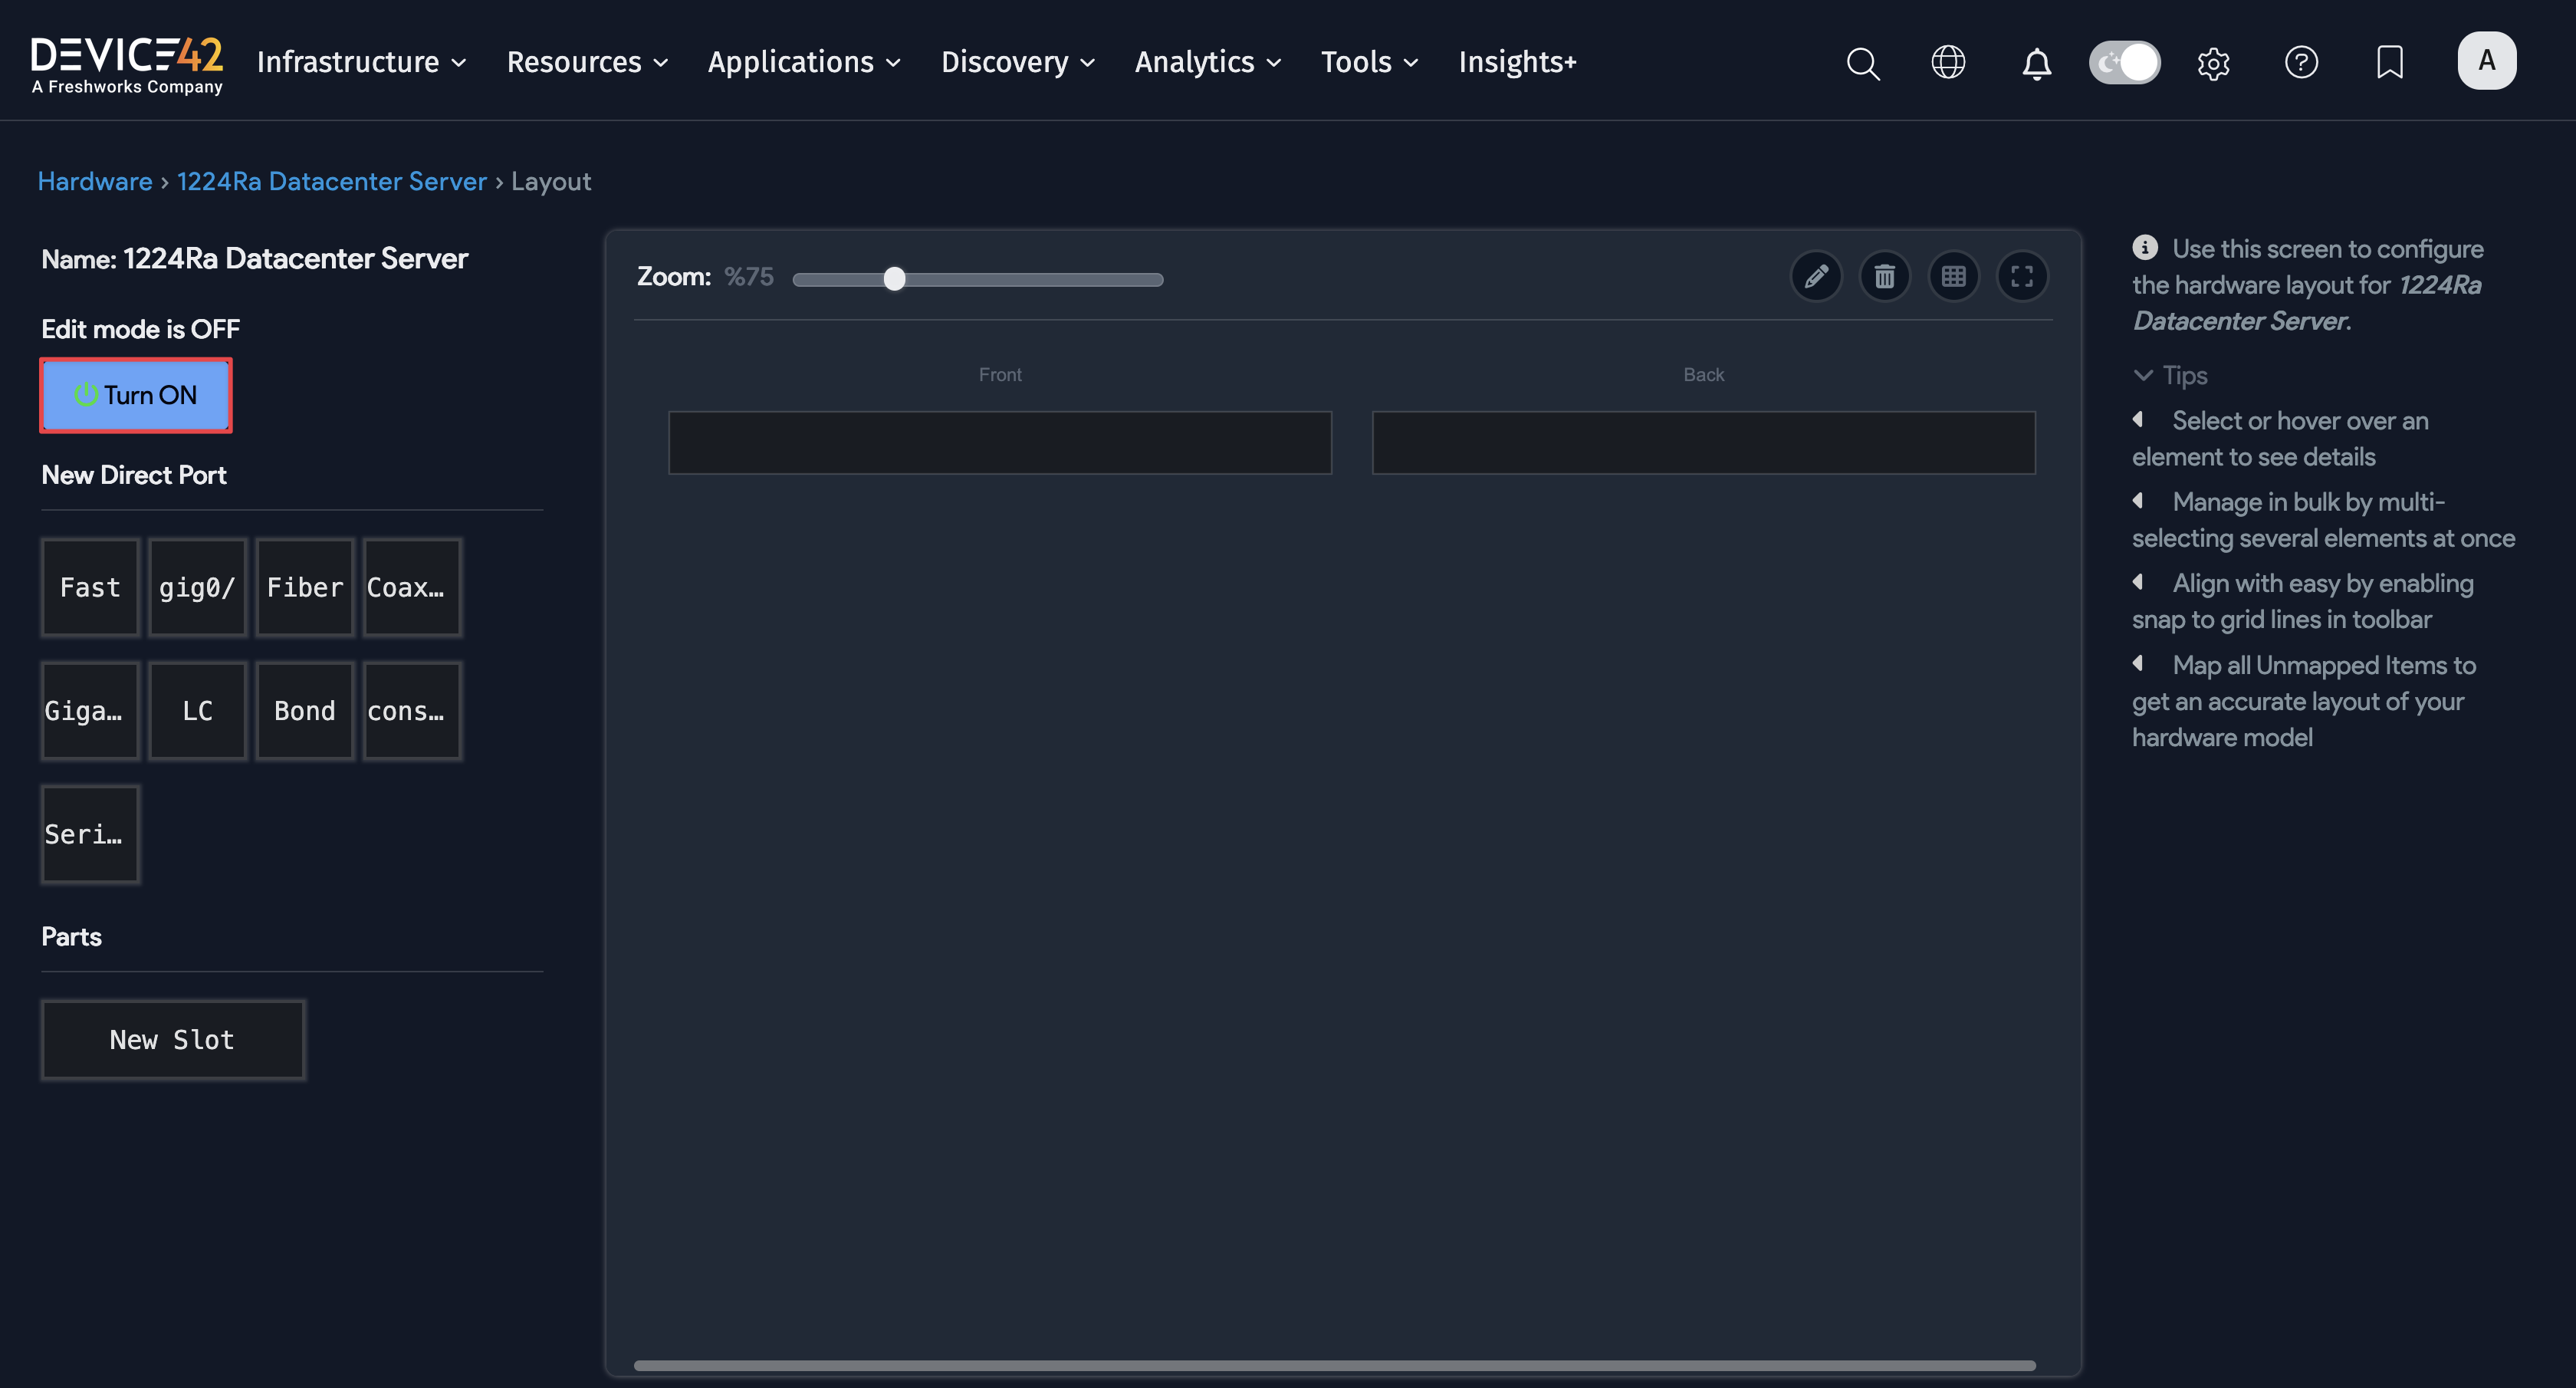 DEVICE42
A Freshworks Company
Infrastructure
Resources
Applications
Discovery
Analytics
Tools
Insights+
A
Hardware › 1224Ra Datacenter Server › Layout
Name: 1224Ra Datacenter Server
Edit mode is OFF
Turn ON
New Direct Port
Fast
gig0/
Fiber
Coax…
Giga…
LC
Bond
cons…
Seri…
Parts
New Slot
Zoom: %75
Front
Back
Use this screen to configure
the hardware layout for 1224Ra
Datacenter Server.
Tips
Select or hover over an
element to see details
Manage in bulk by multi-
selecting several elements at once
Align with easy by enabling
snap to grid lines in toolbar
Map all Unmapped Items to
get an accurate layout of your
hardware model